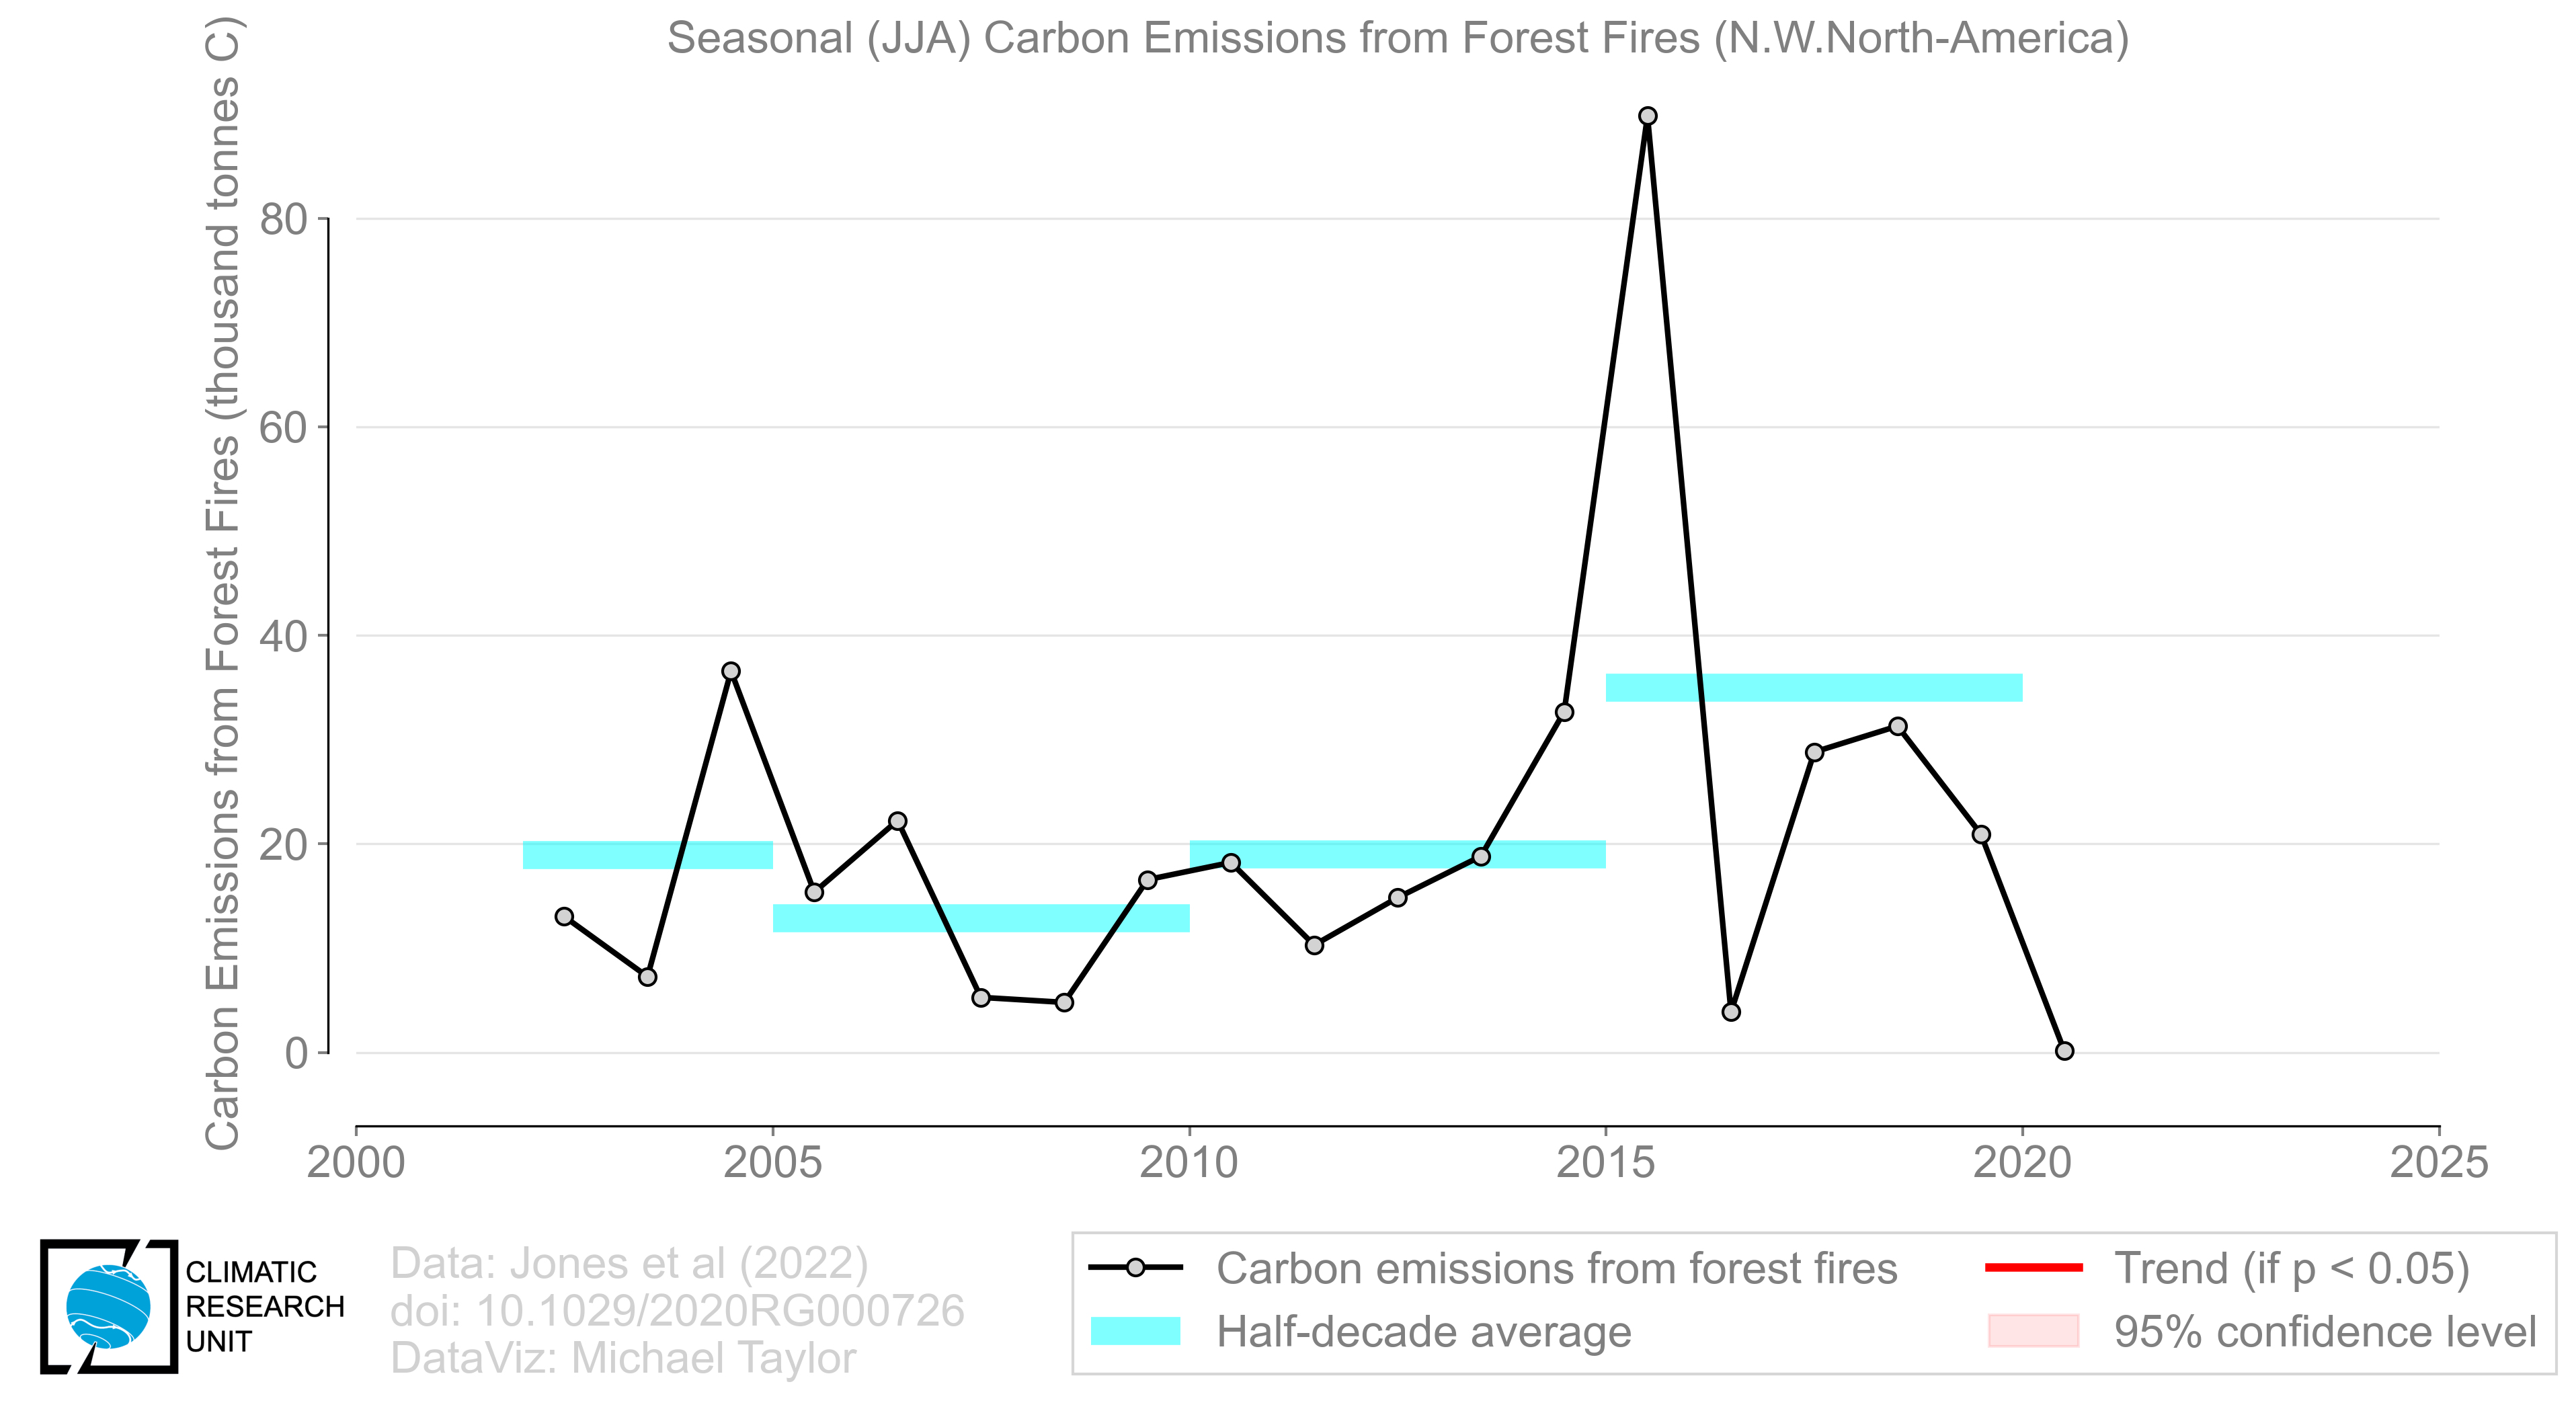 Seasonal (JJA) Carbon Emissions from Forest Fires (N.W.North-America)
Carbon Emissions from Forest Fires (thousand tonnes C)
80
60
40
20
0
2000
2005
2010
2015
2020
2025
CLIMATIC
RESEARCH
UNIT
Data: Jones et al (2022)
doi: 10.1029/2020RG000726
DataViz: Michael Taylor
Carbon emissions from forest fires
Half-decade average
Trend (if p < 0.05)
95% confidence level